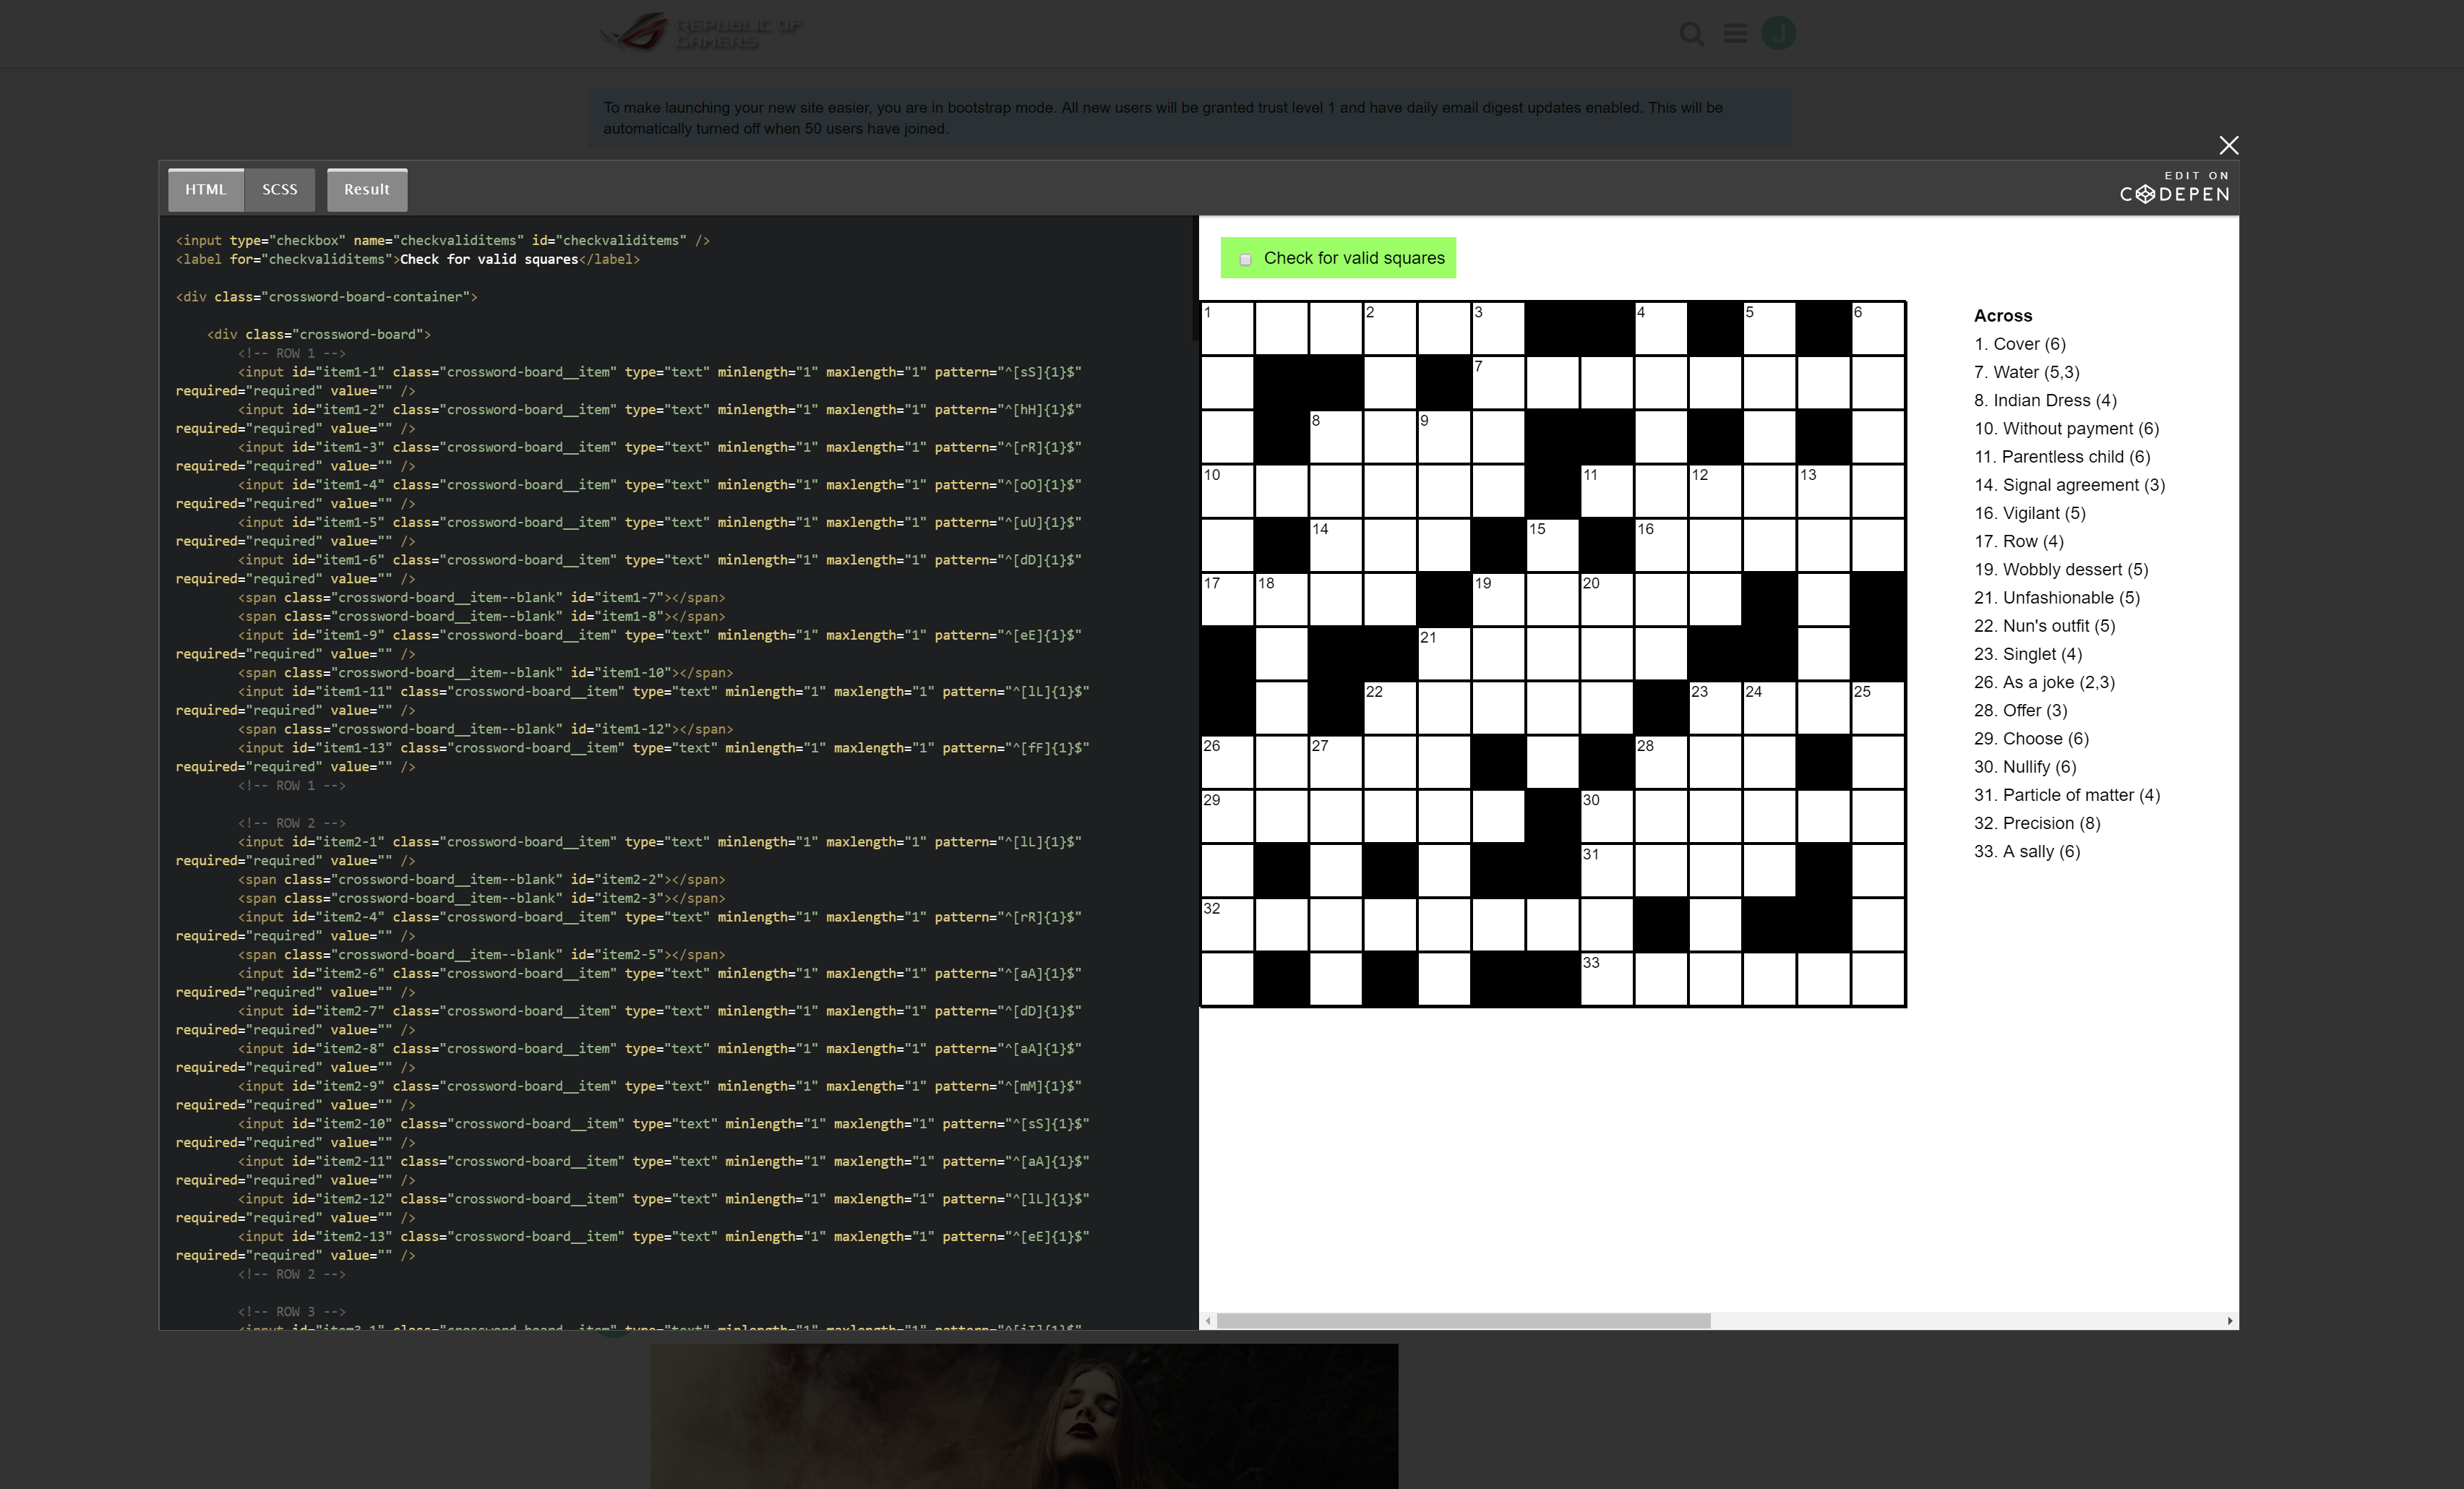 REPUBLIC OF
GAMERS
J
To make launching your new site easier, you are in bootstrap mode. All new users will be granted trust level 1 and have daily email digest updates enabled. This will be
automatically turned off when 50 users have joined.
HTML SCSS Result
EDIT ON
CODEPEN
<input type="checkbox" name="checkvaliditems" id="checkvaliditems" />
<label for="checkvaliditems">Check for valid squares</label>
<div class="crossword-board-container">
<div class="crossword-board">
<!-- ROW 1 -->
<input id="item1-1" class="crossword-board__item" type="text" minlength="1" maxlength="1" pattern="^[sS]{1}$"
required="required" value="" />
<input id="item1-2" class="crossword-board__item" type="text" minlength="1" maxlength="1" pattern="^[hH]{1}$"
required="required" value="" />
<input id="item1-3" class="crossword-board__item" type="text" minlength="1" maxlength="1" pattern="^[rR]{1}$"
required="required" value="" />
<input id="item1-4" class="crossword-board__item" type="text" minlength="1" maxlength="1" pattern="^[oO]{1}$"
required="required" value="" />
<input id="item1-5" class="crossword-board__item" type="text" minlength="1" maxlength="1" pattern="^[uU]{1}$"
required="required" value="" />
<input id="item1-6" class="crossword-board__item" type="text" minlength="1" maxlength="1" pattern="^[dD]{1}$"
required="required" value="" />
<span class="crossword-board__item--blank" id="item1-7"></span>
<span class="crossword-board__item--blank" id="item1-8"></span>
<input id="item1-9" class="crossword-board__item" type="text" minlength="1" maxlength="1" pattern="^[eE]{1}$"
required="required" value="" />
<span class="crossword-board__item--blank" id="item1-10"></span>
<input id="item1-11" class="crossword-board__item" type="text" minlength="1" maxlength="1" pattern="^[lL]{1}$"
required="required" value="" />
<span class="crossword-board__item--blank" id="item1-12"></span>
<input id="item1-13" class="crossword-board__item" type="text" minlength="1" maxlength="1" pattern="^[fF]{1}$"
required="required" value="" />
<!-- ROW 1 -->
<!-- ROW 2 -->
<input id="item2-1" class="crossword-board__item" type="text" minlength="1" maxlength="1" pattern="^[lL]{1}$"
required="required" value="" />
<span class="crossword-board__item--blank" id="item2-2"></span>
<span class="crossword-board__item--blank" id="item2-3"></span>
<input id="item2-4" class="crossword-board__item" type="text" minlength="1" maxlength="1" pattern="^[rR]{1}$"
required="required" value="" />
<span class="crossword-board__item--blank" id="item2-5"></span>
<input id="item2-6" class="crossword-board__item" type="text" minlength="1" maxlength="1" pattern="^[aA]{1}$"
required="required" value="" />
<input id="item2-7" class="crossword-board__item" type="text" minlength="1" maxlength="1" pattern="^[dD]{1}$"
required="required" value="" />
<input id="item2-8" class="crossword-board__item" type="text" minlength="1" maxlength="1" pattern="^[aA]{1}$"
required="required" value="" />
<input id="item2-9" class="crossword-board__item" type="text" minlength="1" maxlength="1" pattern="^[mM]{1}$"
required="required" value="" />
<input id="item2-10" class="crossword-board__item" type="text" minlength="1" maxlength="1" pattern="^[sS]{1}$"
required="required" value="" />
<input id="item2-11" class="crossword-board__item" type="text" minlength="1" maxlength="1" pattern="^[aA]{1}$"
required="required" value="" />
<input id="item2-12" class="crossword-board__item" type="text" minlength="1" maxlength="1" pattern="^[lL]{1}$"
required="required" value="" />
<input id="item2-13" class="crossword-board__item" type="text" minlength="1" maxlength="1" pattern="^[eE]{1}$"
required="required" value="" />
<!-- ROW 2 -->
<!-- ROW 3 -->
<input id="item3-1" class="crossword-board__item" type="text" minlength="1" maxlength="1" pattern="^[iI]{1}$"
Check for valid squares
1 2 3 4 5 6
7
8 9
10 11 12 13
14 15 16
17 18 19 20
21
22 23 24 25
26 27 28
29 30
31
32
33
Across
1. Cover (6)
7. Water (5,3)
8. Indian Dress (4)
10. Without payment (6)
11. Parentless child (6)
14. Signal agreement (3)
16. Vigilant (5)
17. Row (4)
19. Wobbly dessert (5)
21. Unfashionable (5)
22. Nun's outfit (5)
23. Singlet (4)
26. As a joke (2,3)
28. Offer (3)
29. Choose (6)
30. Nullify (6)
31. Particle of matter (4)
32. Precision (8)
33. A sally (6)